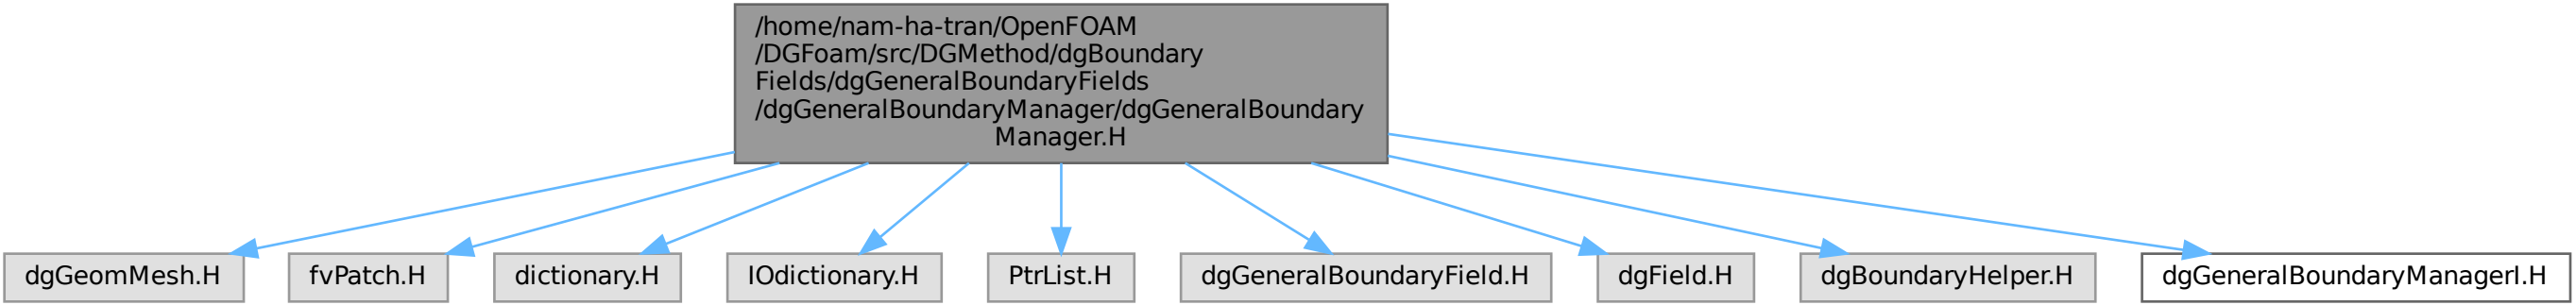 /home/nam-ha-tran/OpenFOAM
/DGFoam/src/DGMethod/dgBoundary
Fields/dgGeneralBoundaryFields
/dgGeneralBoundaryManager/dgGeneralBoundary
Manager.H
dgGeomMesh.H
fvPatch.H
dictionary.H
IOdictionary.H
PtrList.H
dgGeneralBoundaryField.H
dgField.H
dgBoundaryHelper.H
dgGeneralBoundaryManagerI.H